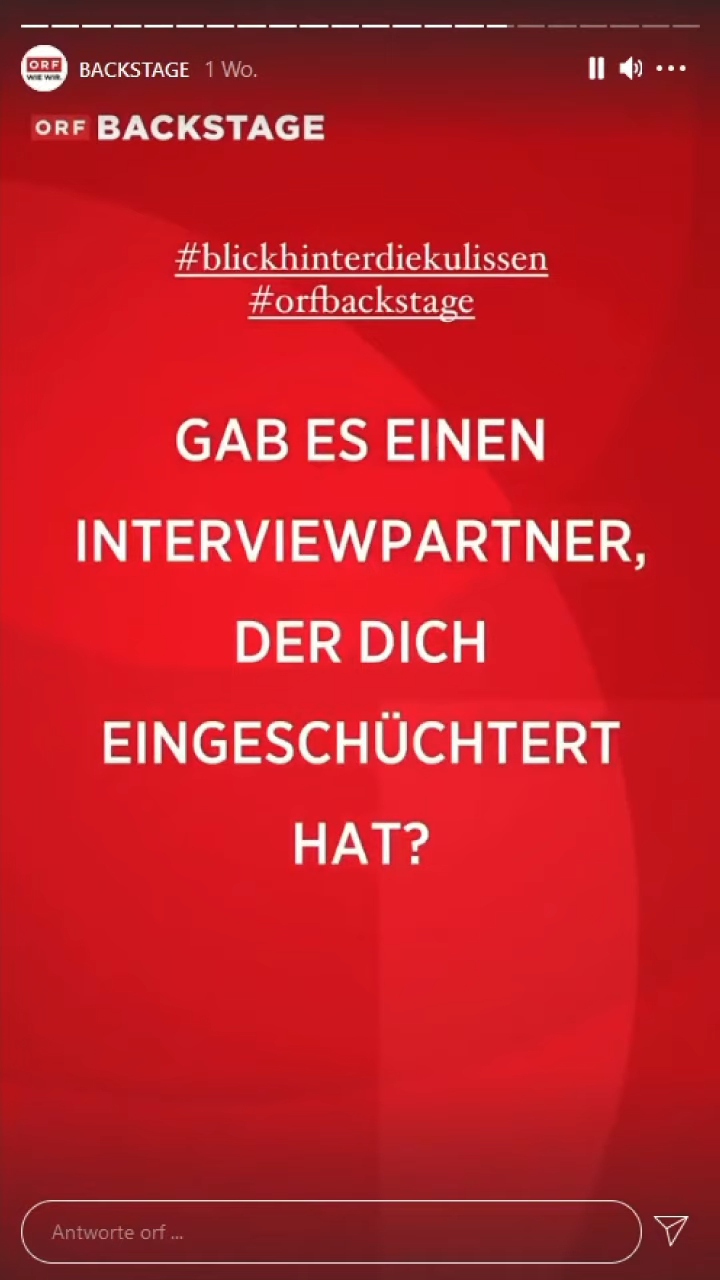 ORF
WIE WIR.
BACKSTAGE 1 Wo.
ORF BACKSTAGE
#blickhinterdiekulissen
#orfbackstage
GAB ES EINEN
INTERVIEWPARTNER,
DER DICH
EINGESCHÜCHTERT
HAT?
Antworte orf ...